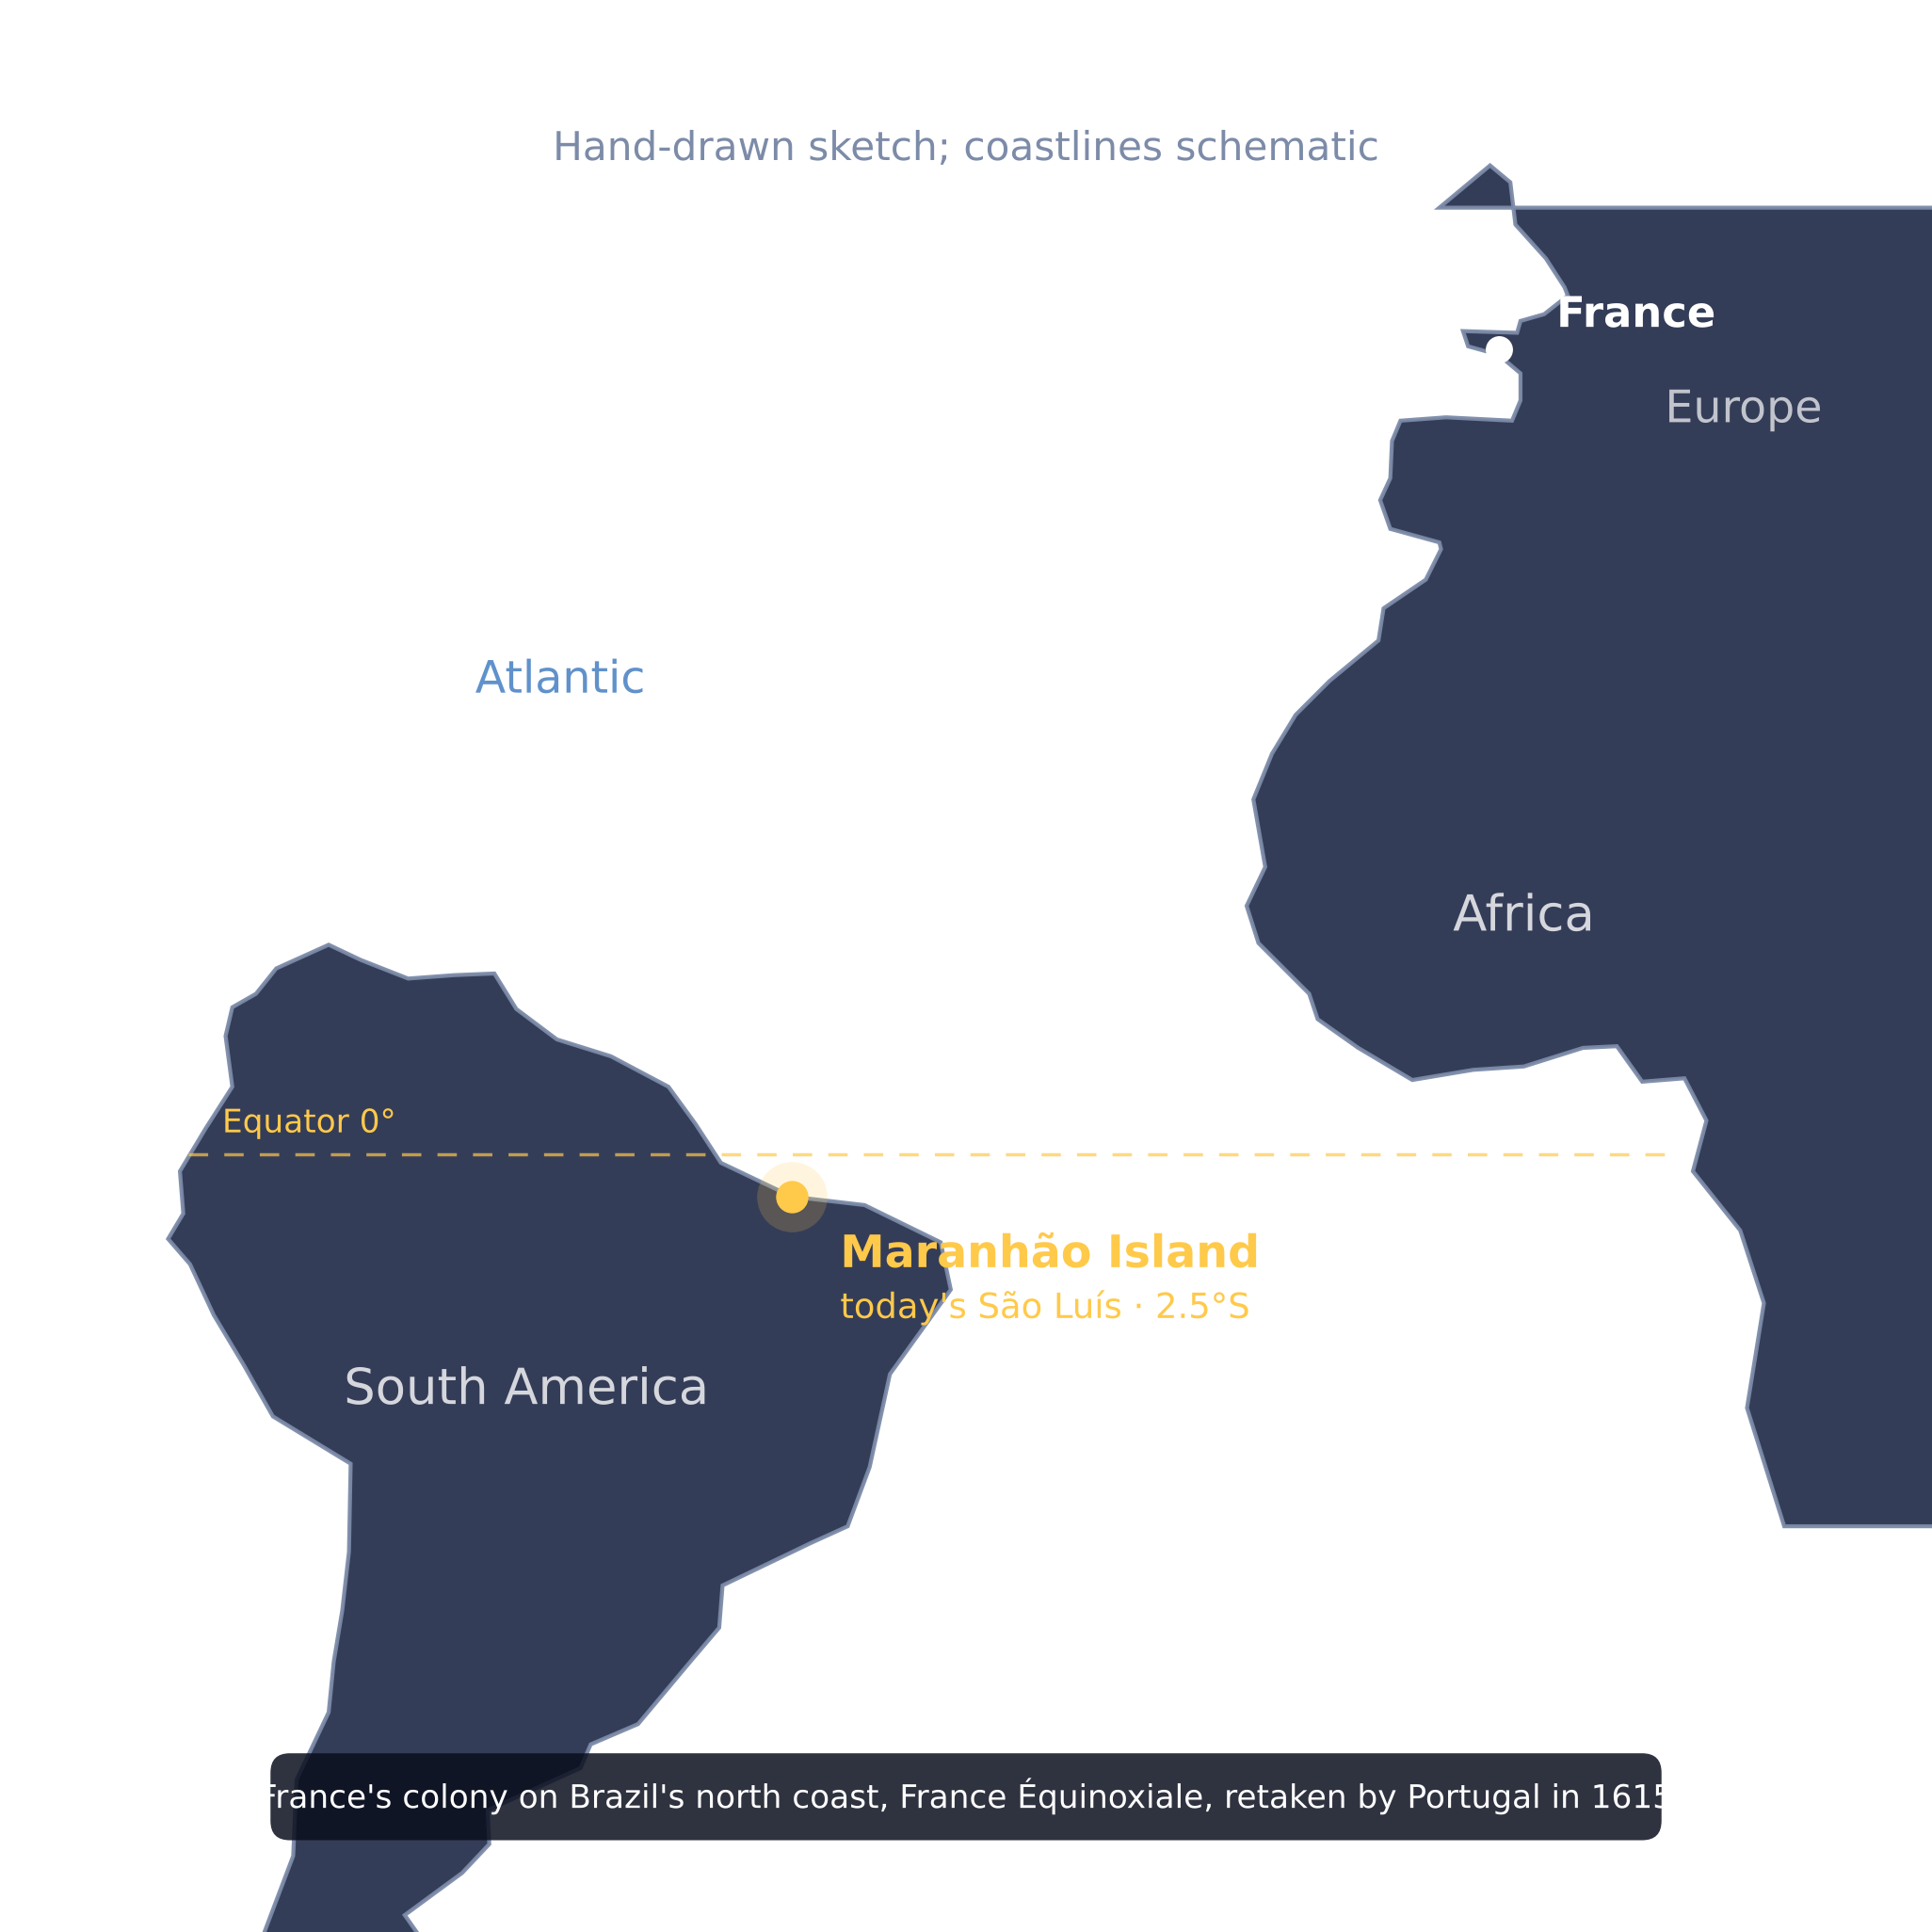 Hand-drawn sketch; coastlines schematic
France
Europe
Atlantic
Africa
Equator 0°
Maranhão Island
today's São Luís · 2.5°S
South America
France's colony on Brazil's north coast, France Équinoxiale, retaken by Portugal in 1615